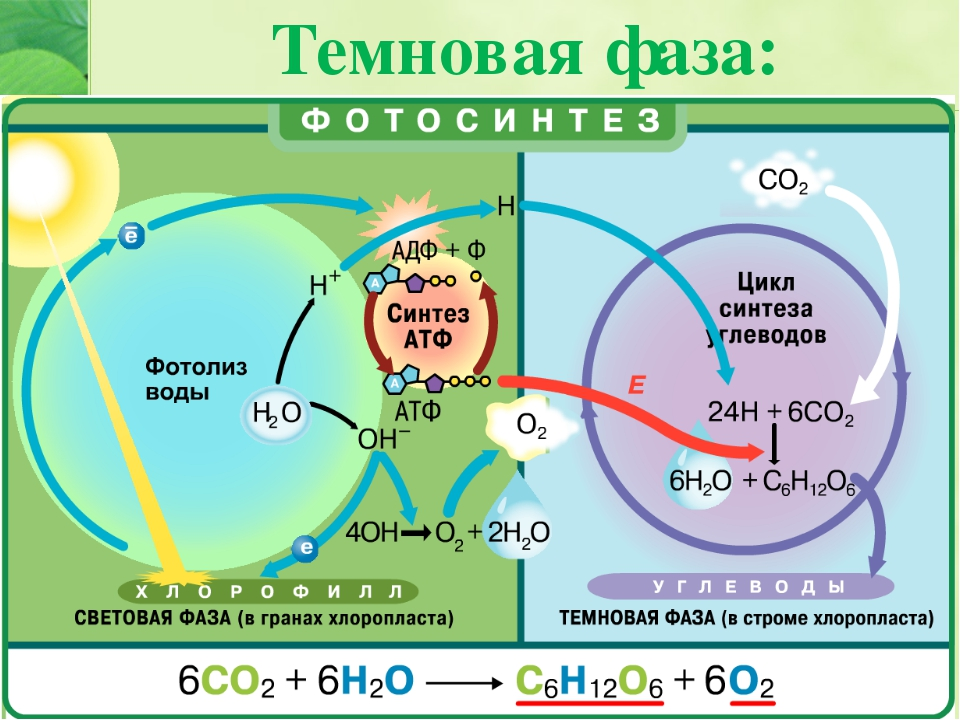 Темновая фаза:
ФОТОСИНТЕЗ
ē
H⁺
H
АДФ + Ф
А
Синтез
АТФ
А
АТФ
Фотолиз
воды
H₂O
OH⁻
O₂
4OH → O₂ + 2H₂O
e
ХЛОРОФИЛЛ
СВЕТОВАЯ ФАЗА (в гранах хлоропласта)
CO₂
Цикл
синтеза
углеводов
E
24H + 6CO₂
6H₂O + C₆H₁₂O₆
УГЛЕВОДЫ
ТЕМНОВАЯ ФАЗА (в строме хлоропласта)
6CO₂ + 6H₂O → C₆H₁₂O₆ + 6O₂